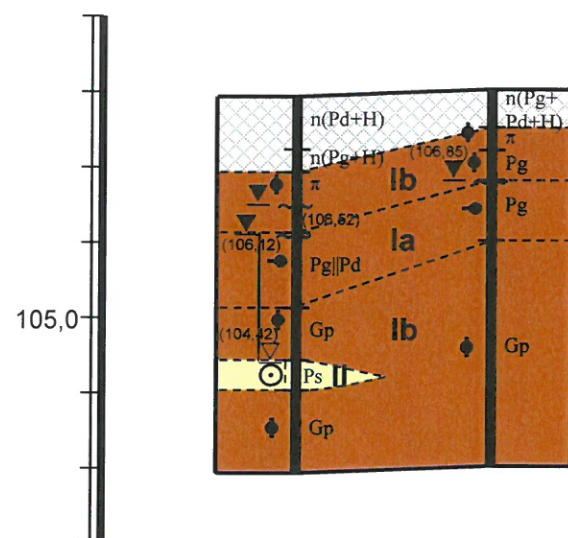 n(Pg+
Pd+H)
n(Pd+H)
π
n(Pg+H)
(106,85)
Pg
π
Ib
Pg
(106,52)
(106,12)
Ia
Pg||Pd
105,0
(104,42)
Gp
Ib
Gp
Ps
II
Gp